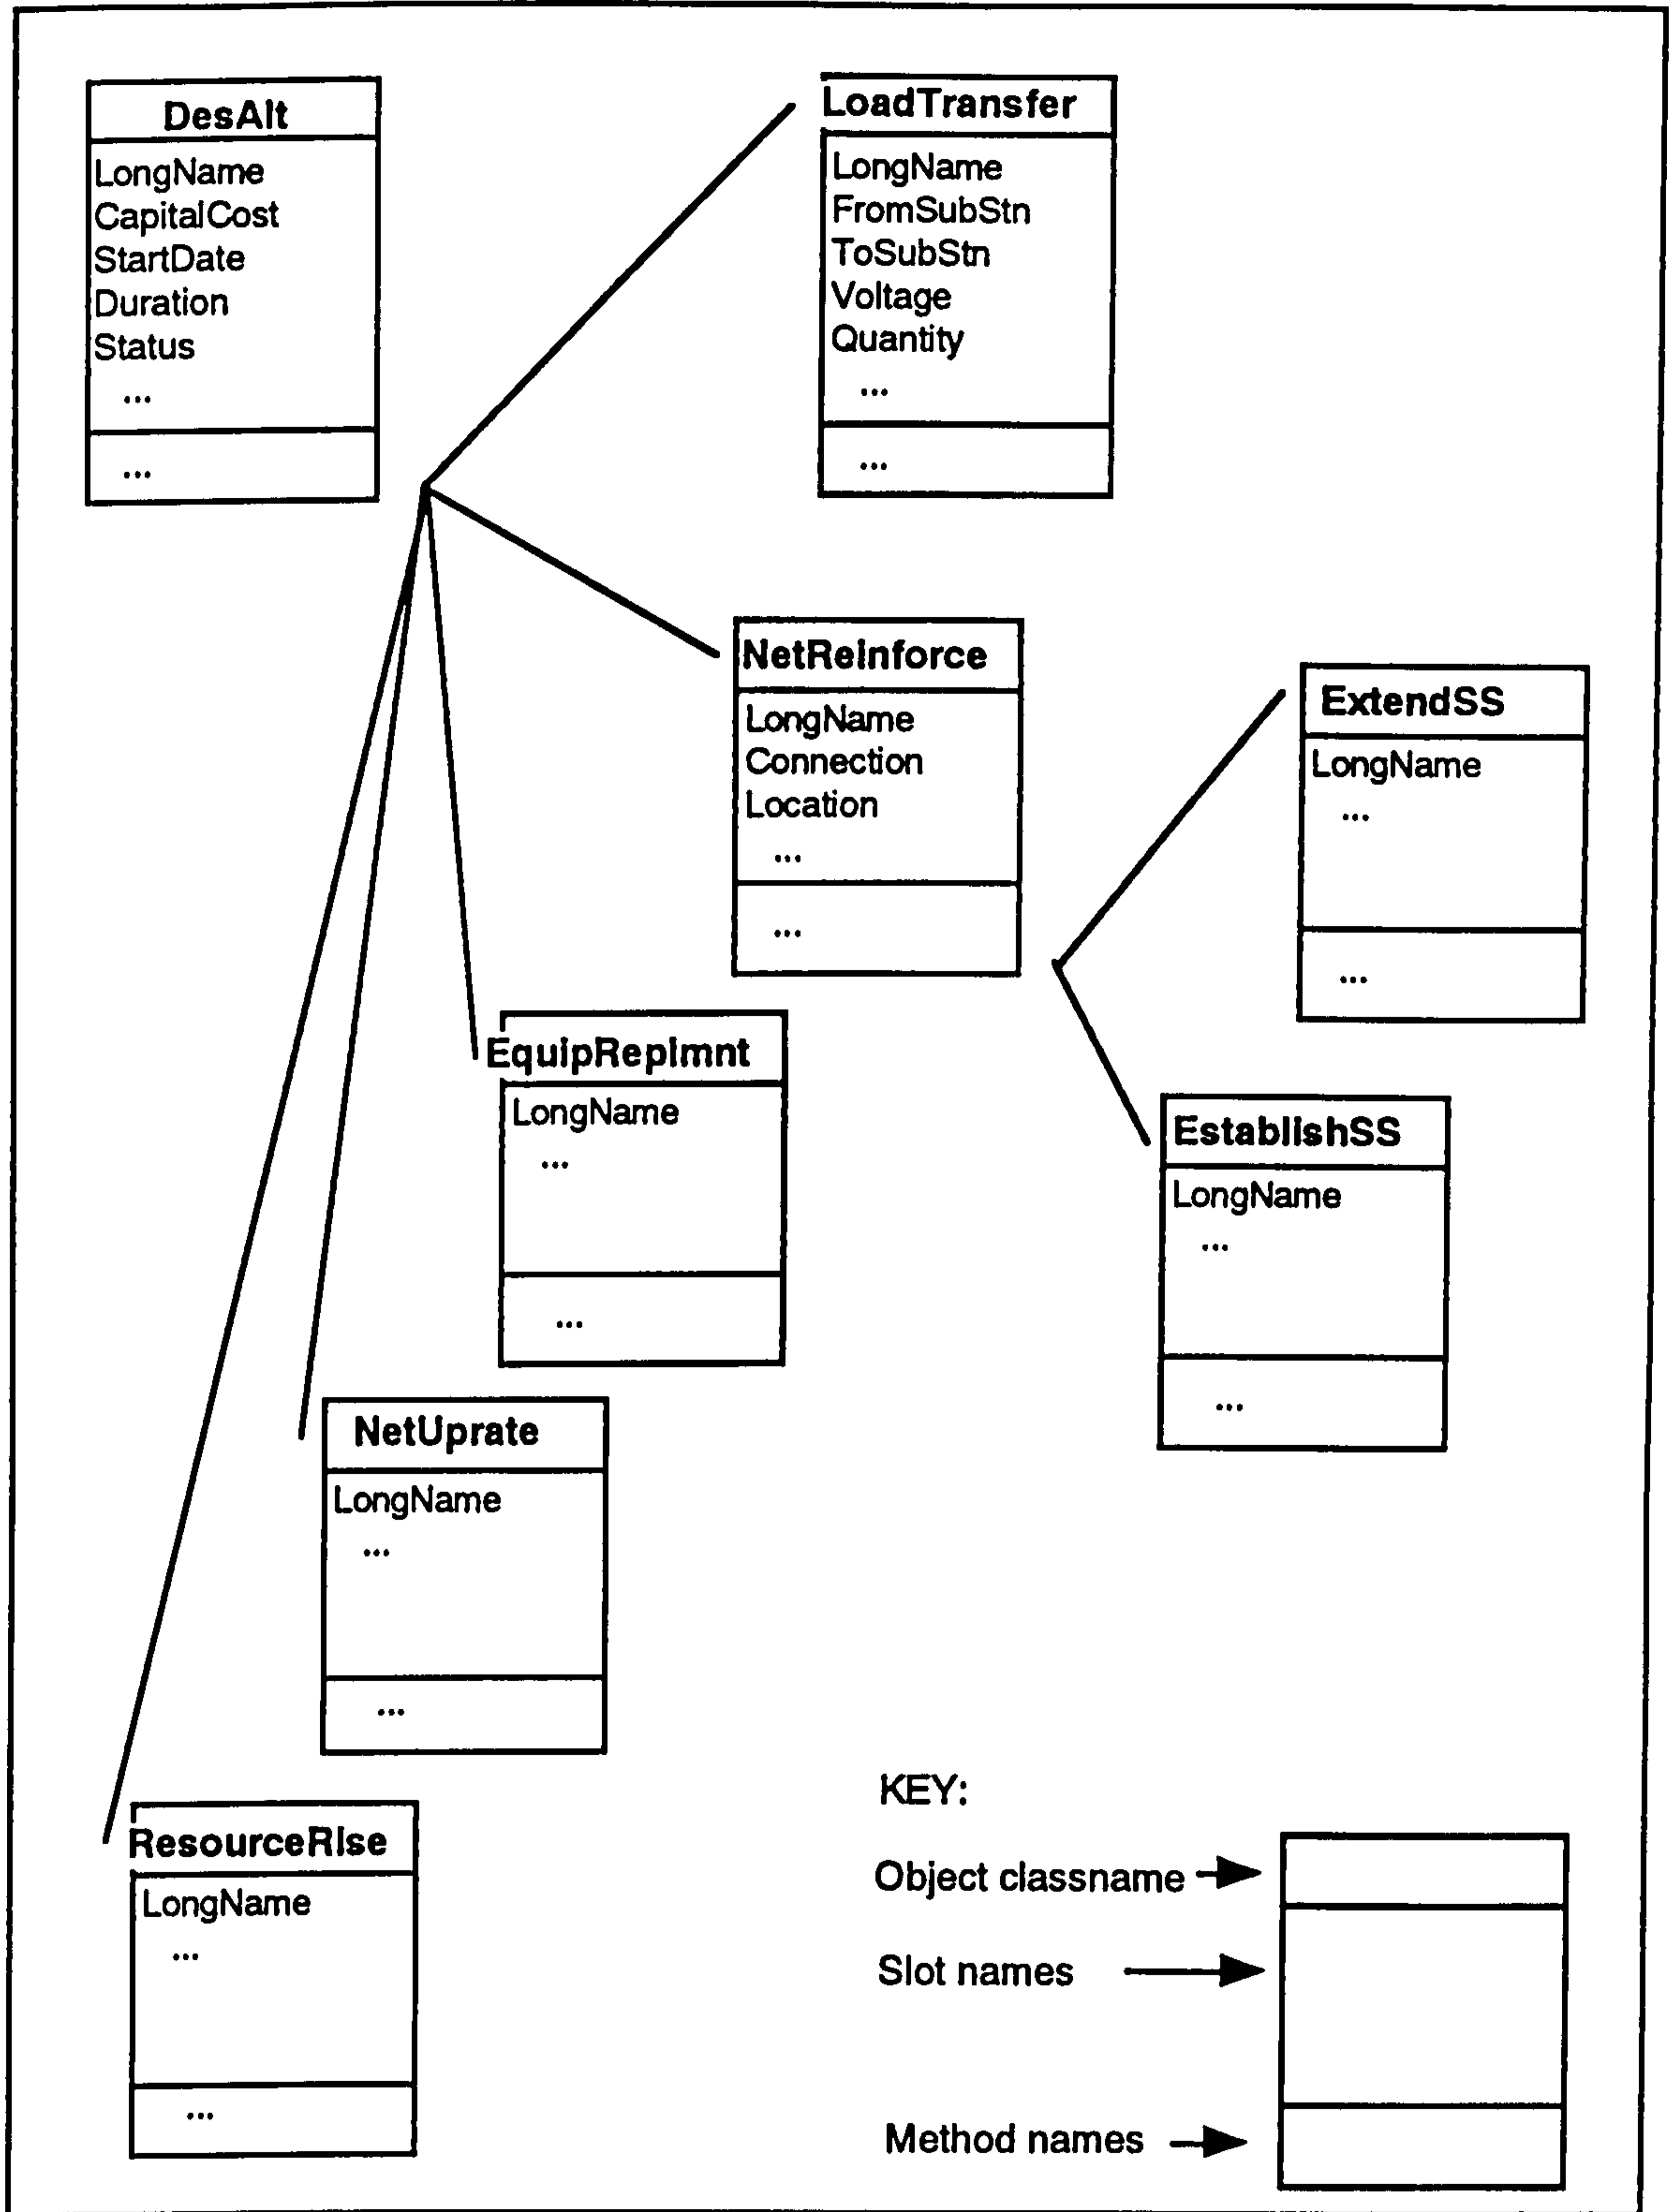 DesAlt
LongName
CapitalCost
StartDate
Duration
Status
...
...
LoadTransfer
LongName
FromSubStn
ToSubStn
Voltage
Quantity
...
...
NetReInforce
LongName
Connection
Location
...
...
ExtendSS
LongName
...
...
EquipReplmnt
LongName
...
...
EstablishSS
LongName
...
...
NetUprate
LongName
...
...
ResourceRise
LongName
...
...
KEY:
Object classname
Slot names
Method names